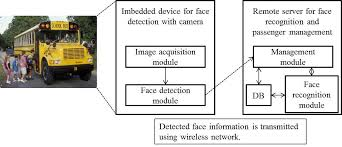 Imbedded device for face
detection with camera
Image acquisition
module
Face detection module
Remote server for face
recognition and
passenger management
Management
module
DB
Face
recognition
module
Detected face information is transmitted
using wireless network.